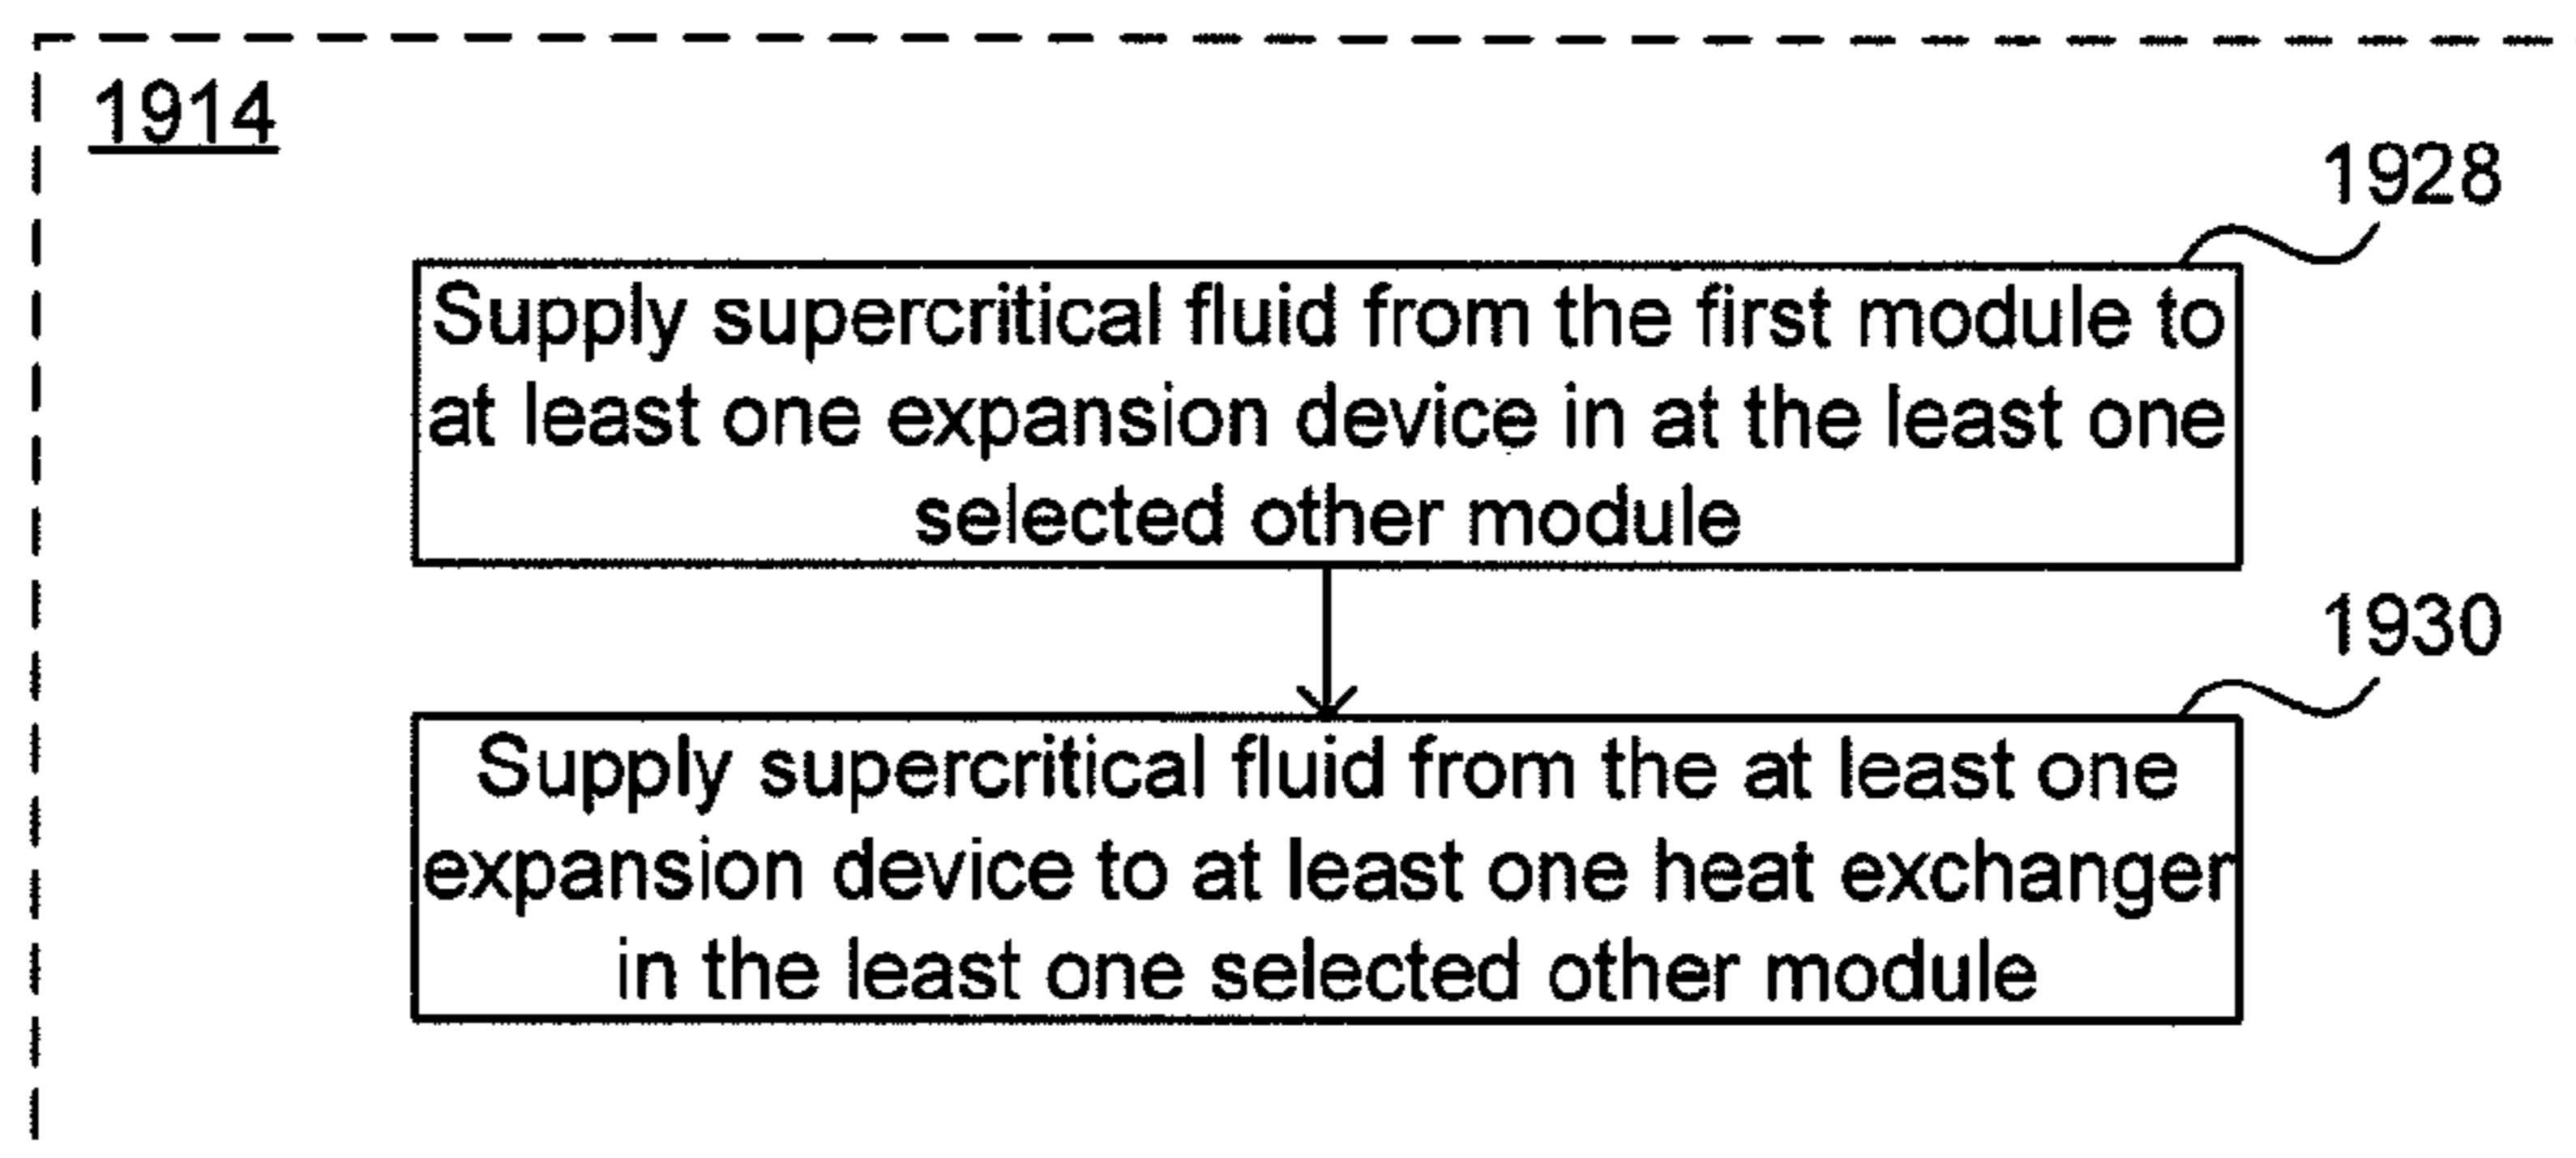 1914
1928
Supply supercritical fluid from the first module to
at least one expansion device in at the least one
selected other module
1930
Supply supercritical fluid from the at least one
expansion device to at least one heat exchanger
in the least one selected other module